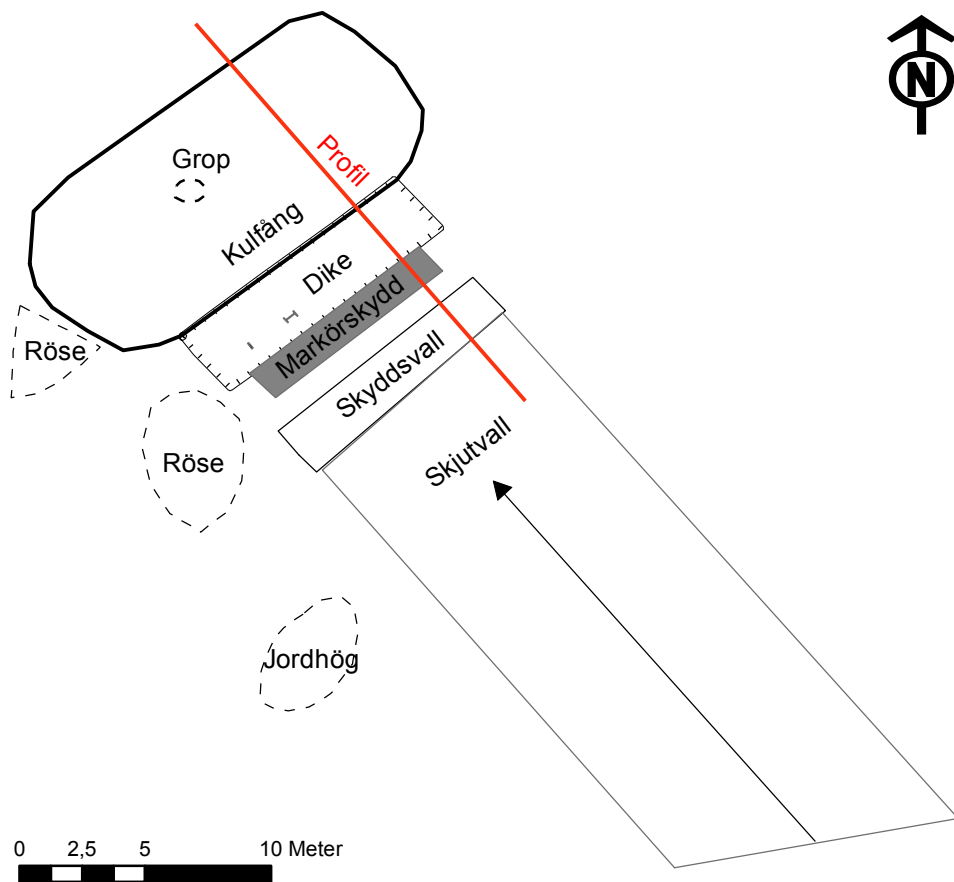 N
Profil
Grop
Kulfång
Dike
Markörskydd
Röse
Skyddsvall
Skjutvall
Röse
Jordhög
0 2,5 5 10 Meter